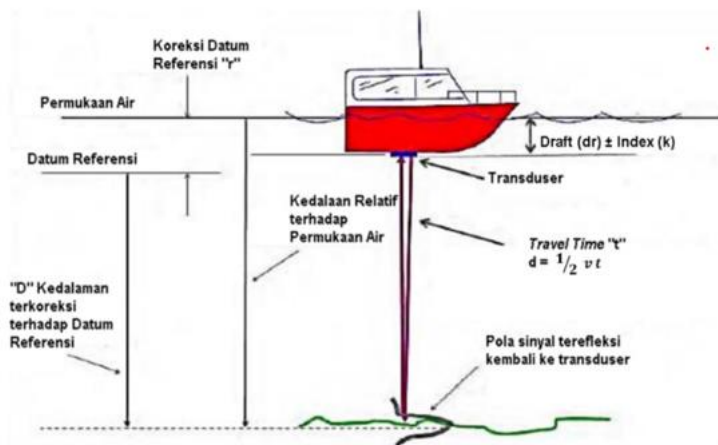 Koreksi Datum
Referensi "r"
Permukaan Air
Draft (dr) ± Index (k)
Datum Referensi
Transduser
Kedalaan Relatif
terhadap
Permukaan Air
Travel Time "t"
d = 1/2 v t
"D" Kedalaman
terkoreksi
terhadap Datum
Referensi
Pola sinyal terefleksi
kembali ke transduser